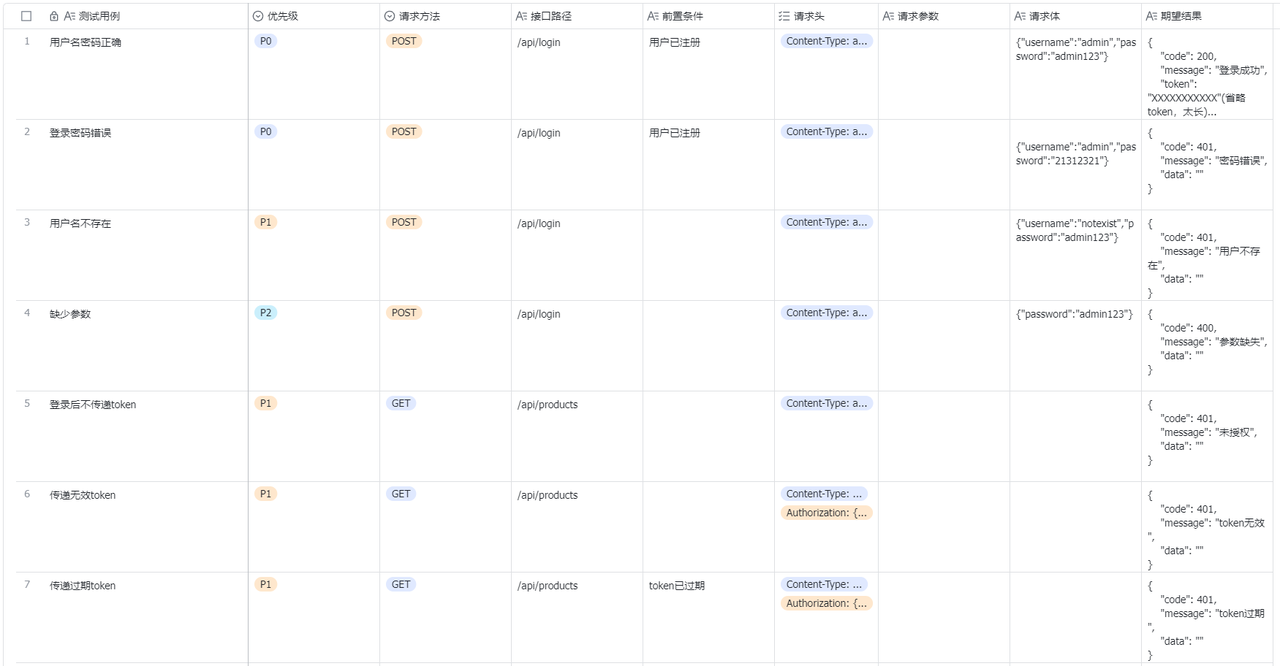 测试用例
优先级
请求方法
接口路径
前置条件
请求头
请求参数
请求体
期望结果
1
用户名密码正确
P0
POST
/api/login
用户已注册
Content-Type: a...
{"username":"admin","pas
sword":"admin123"}
{
"code": 200,
"message": "登录成功",
"token":
"XXXXXXXXXXX"(省略
token，太长)...
2
登录密码错误
P0
POST
/api/login
用户已注册
Content-Type: a...
{"username":"admin","pas
sword":"21312321"}
{
"code": 401,
"message": "密码错误",
"data": ""
}
3
用户名不存在
P1
POST
/api/login
Content-Type: a...
{"username":"notexist","p
assword":"admin123"}
{
"code": 401,
"message": "用户不存
在",
"data": ""
}
4
缺少参数
P2
POST
/api/login
Content-Type: a...
{"password":"admin123"}
{
"code": 400,
"message": "参数缺失",
"data": ""
}
5
登录后不传递token
P1
GET
/api/products
Content-Type: a...
{
"code": 401,
"message": "未授权",
"data": ""
}
6
传递无效token
P1
GET
/api/products
Content-Type: ...
Authorization: {...
{
"code": 401,
"message": "token无效
",
"data": ""
}
7
传递过期token
P1
GET
/api/products
token已过期
Content-Type: ...
Authorization: {...
{
"code": 401,
"message": "token过期
",
"data": ""
}